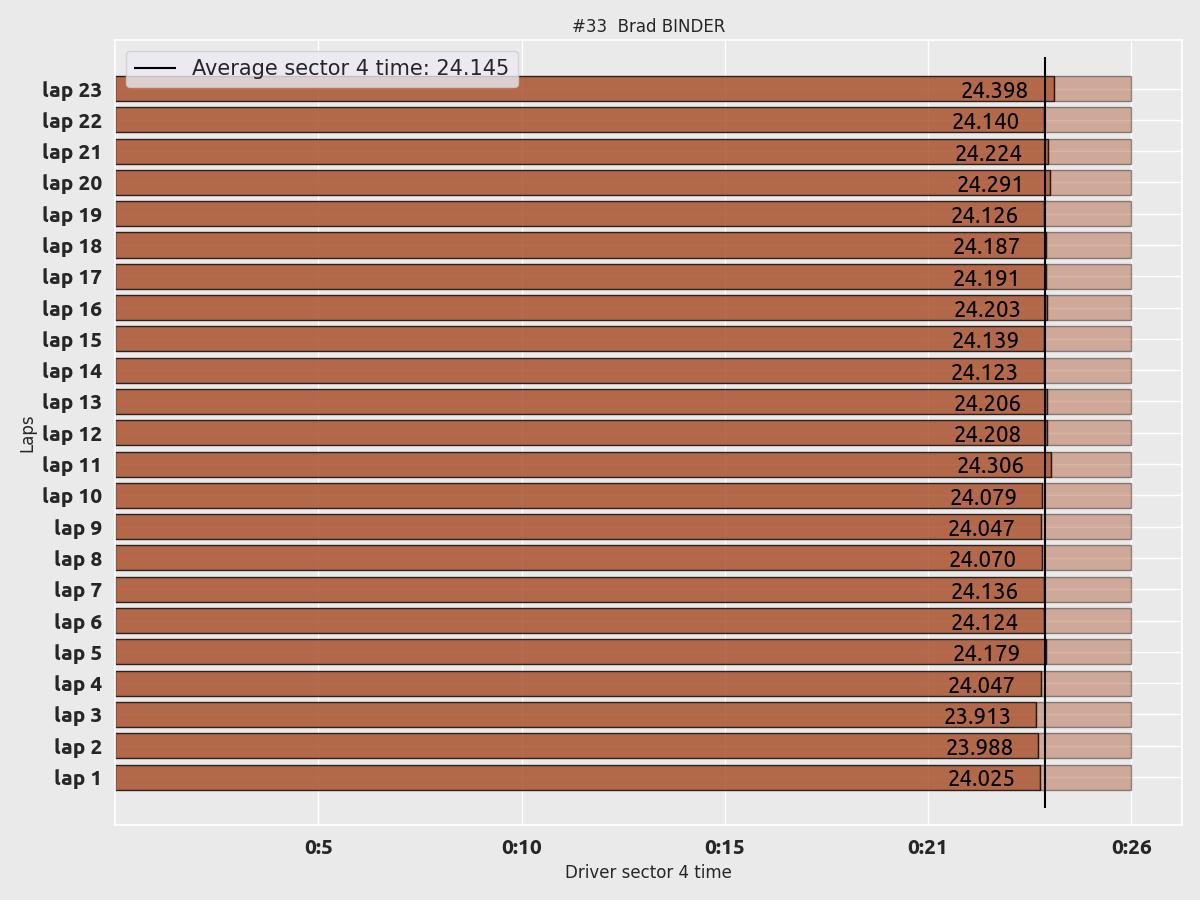 #33  Brad BINDER
Average sector 4 time: 24.145
lap 23 24.398
lap 22 24.140
lap 21 24.224
lap 20 24.291
lap 19 24.126
lap 18 24.187
lap 17 24.191
lap 16 24.203
lap 15 24.139
lap 14 24.123
lap 13 24.206
lap 12 24.208
lap 11 24.306
lap 10 24.079
lap 9 24.047
lap 8 24.070
lap 7 24.136
lap 6 24.124
lap 5 24.179
lap 4 24.047
lap 3 23.913
lap 2 23.988
lap 1 24.025
Laps
0:5 0:10 0:15 0:21 0:26
Driver sector 4 time